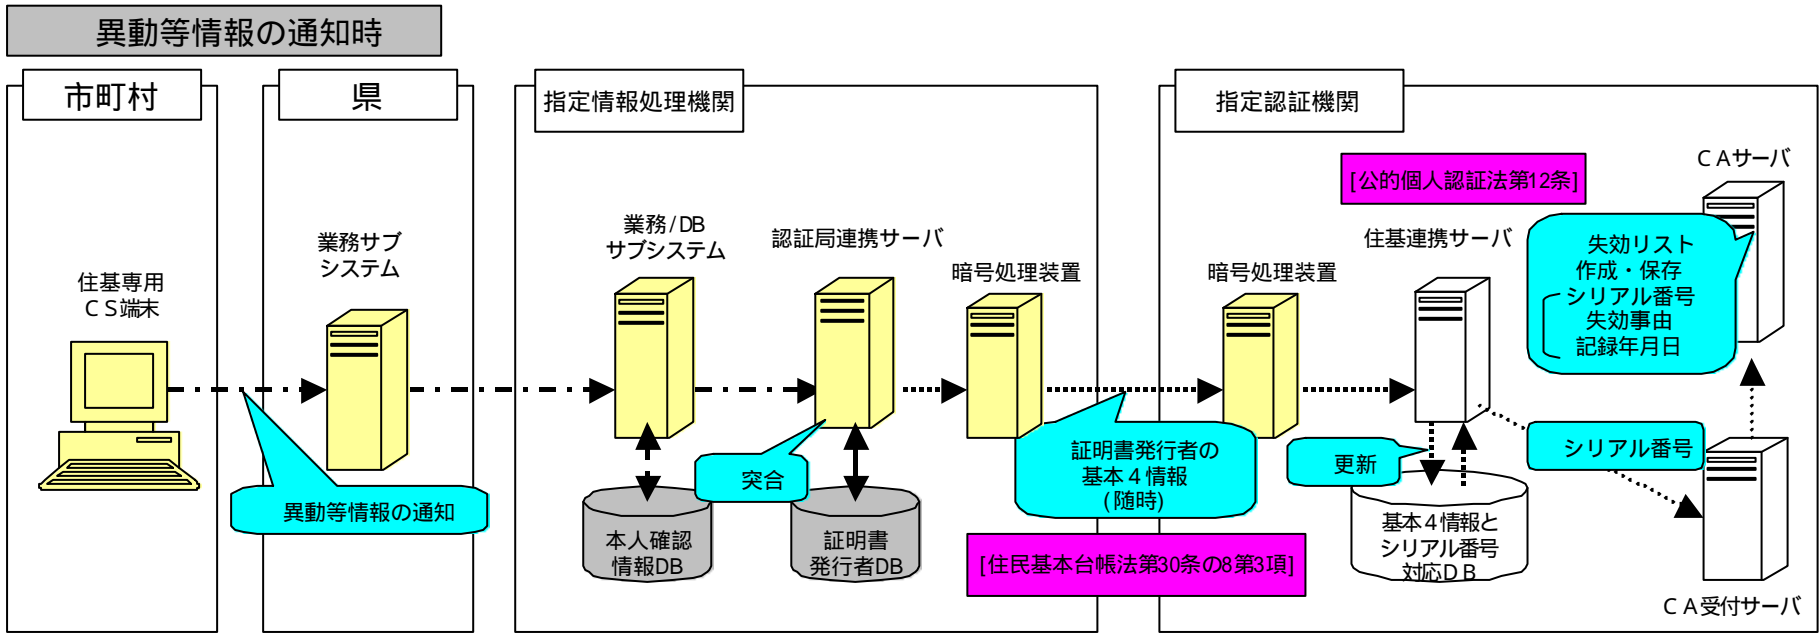 異動等情報の通知時
市町村
県
指定情報処理機関
指定認証機関
住基専用
ＣＳ端末
業務サブ
システム
業務/DB
サブシステム
認証局連携サーバ
暗号処理装置
暗号処理装置
住基連携サーバ
[公的個人認証法第12条]
ＣＡサーバ
失効リスト
作成・保存
シリアル番号
失効事由
記録年月日
異動等情報の通知
突合
本人確認
情報DB
証明書
発行者DB
証明書発行者の
基本４情報
(随時)
[住民基本台帳法第30条の8第3項]
更新
基本４情報と
シリアル番号
対応ＤＢ
シリアル番号
ＣＡ受付サーバ